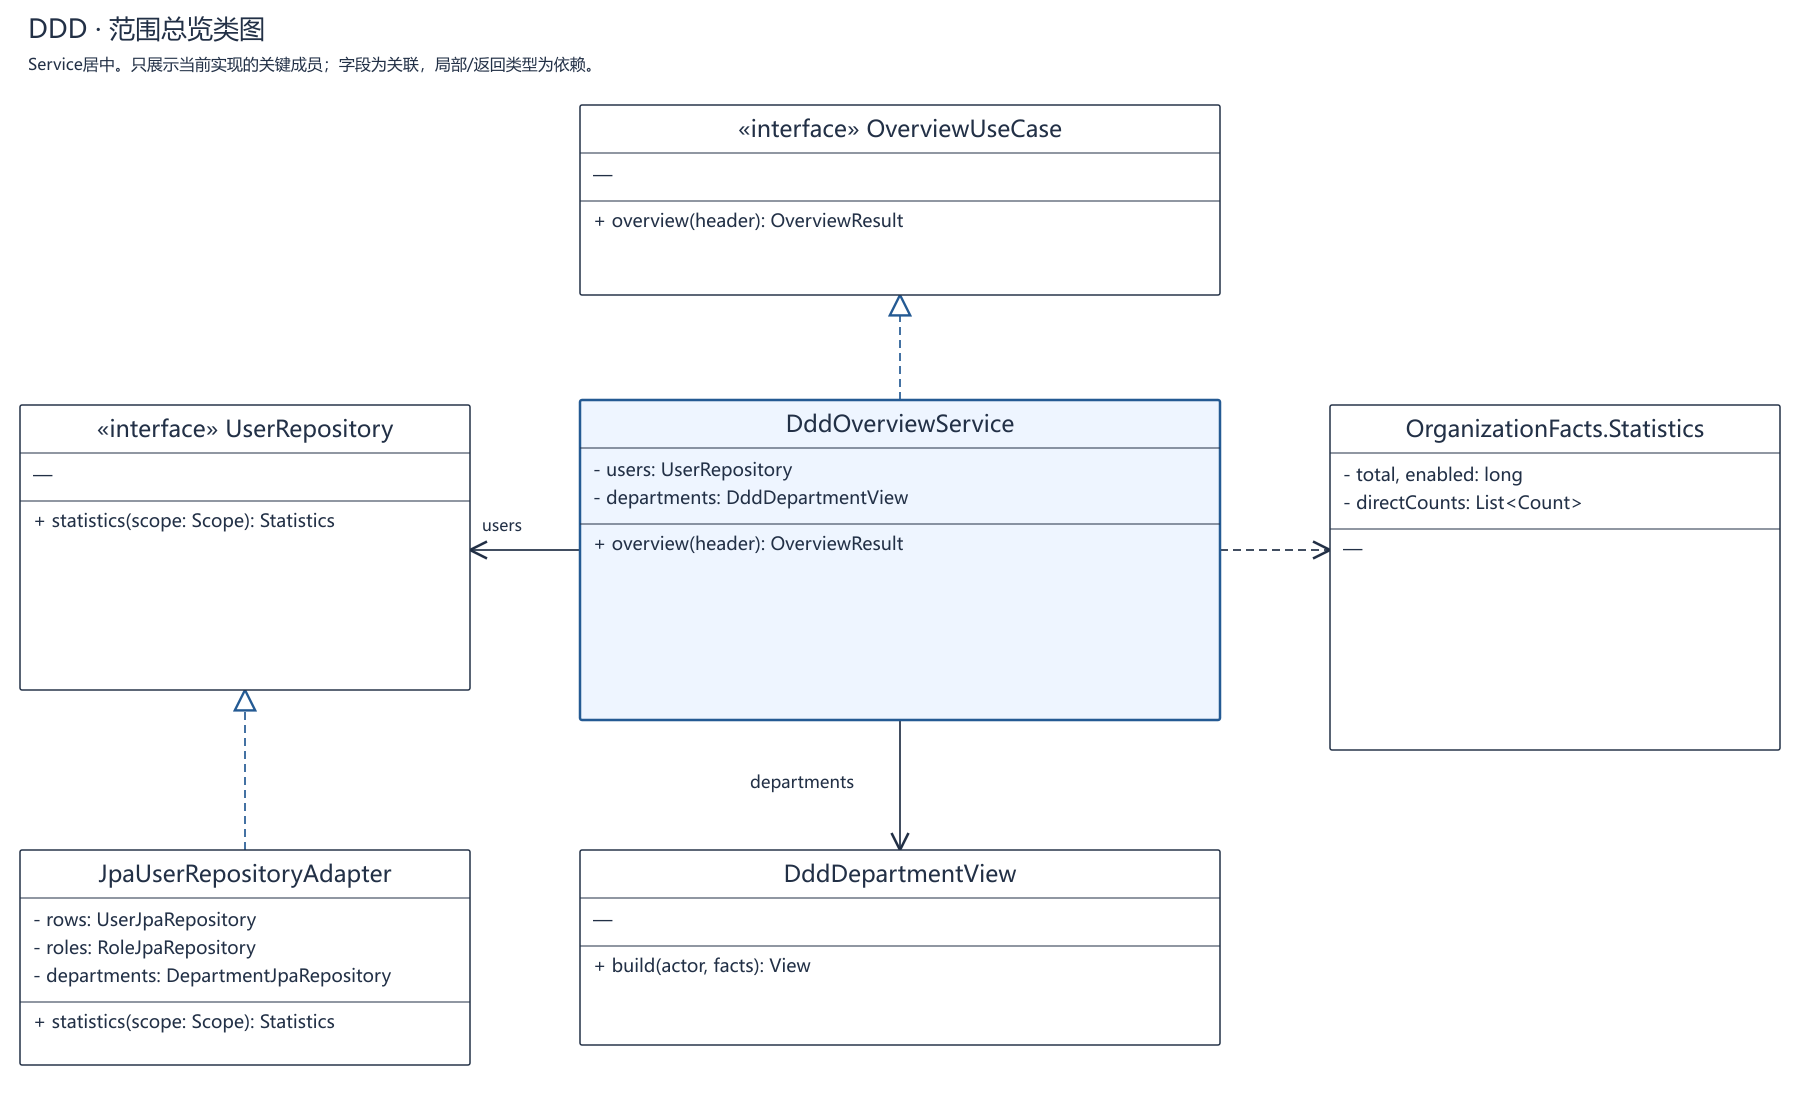 DDD · 范围总览类图
Service居中。只展示当前实现的关键成员；字段为关联，局部/返回类型为依赖。
«interface» OverviewUseCase
—
+ overview(header): OverviewResult
«interface» UserRepository
—
+ statistics(scope: Scope): Statistics
users
DddOverviewService
- users: UserRepository
- departments: DddDepartmentView
+ overview(header): OverviewResult
OrganizationFacts.Statistics
- total, enabled: long
- directCounts: List<Count>
—
departments
JpaUserRepositoryAdapter
- rows: UserJpaRepository
- roles: RoleJpaRepository
- departments: DepartmentJpaRepository
+ statistics(scope: Scope): Statistics
DddDepartmentView
—
+ build(actor, facts): View